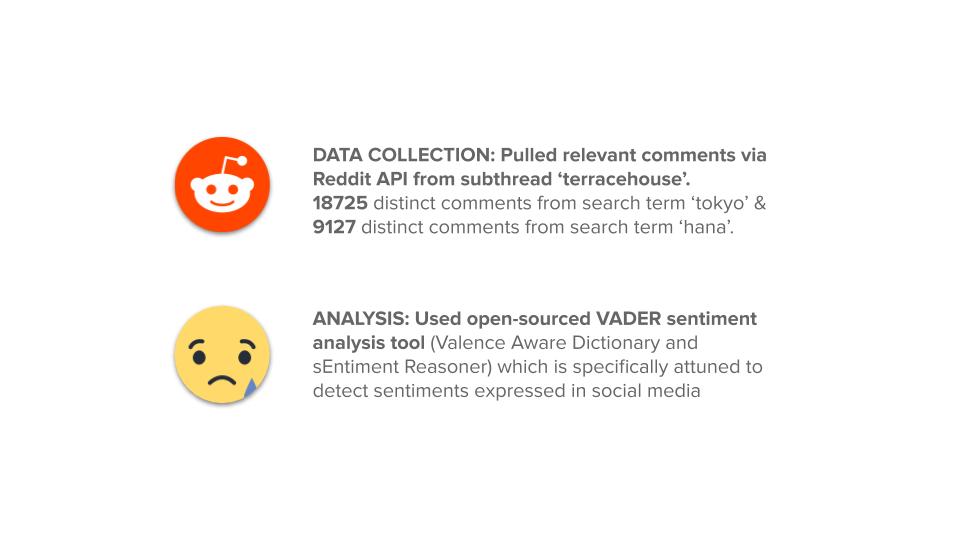 DATA COLLECTION: Pulled relevant comments via
Reddit API from subthread ‘terracehouse’.
18725 distinct comments from search term ‘tokyo’ &
9127 distinct comments from search term ‘hana’.
ANALYSIS: Used open-sourced VADER sentiment
analysis tool (Valence Aware Dictionary and
sEntiment Reasoner) which is specifically attuned to
detect sentiments expressed in social media